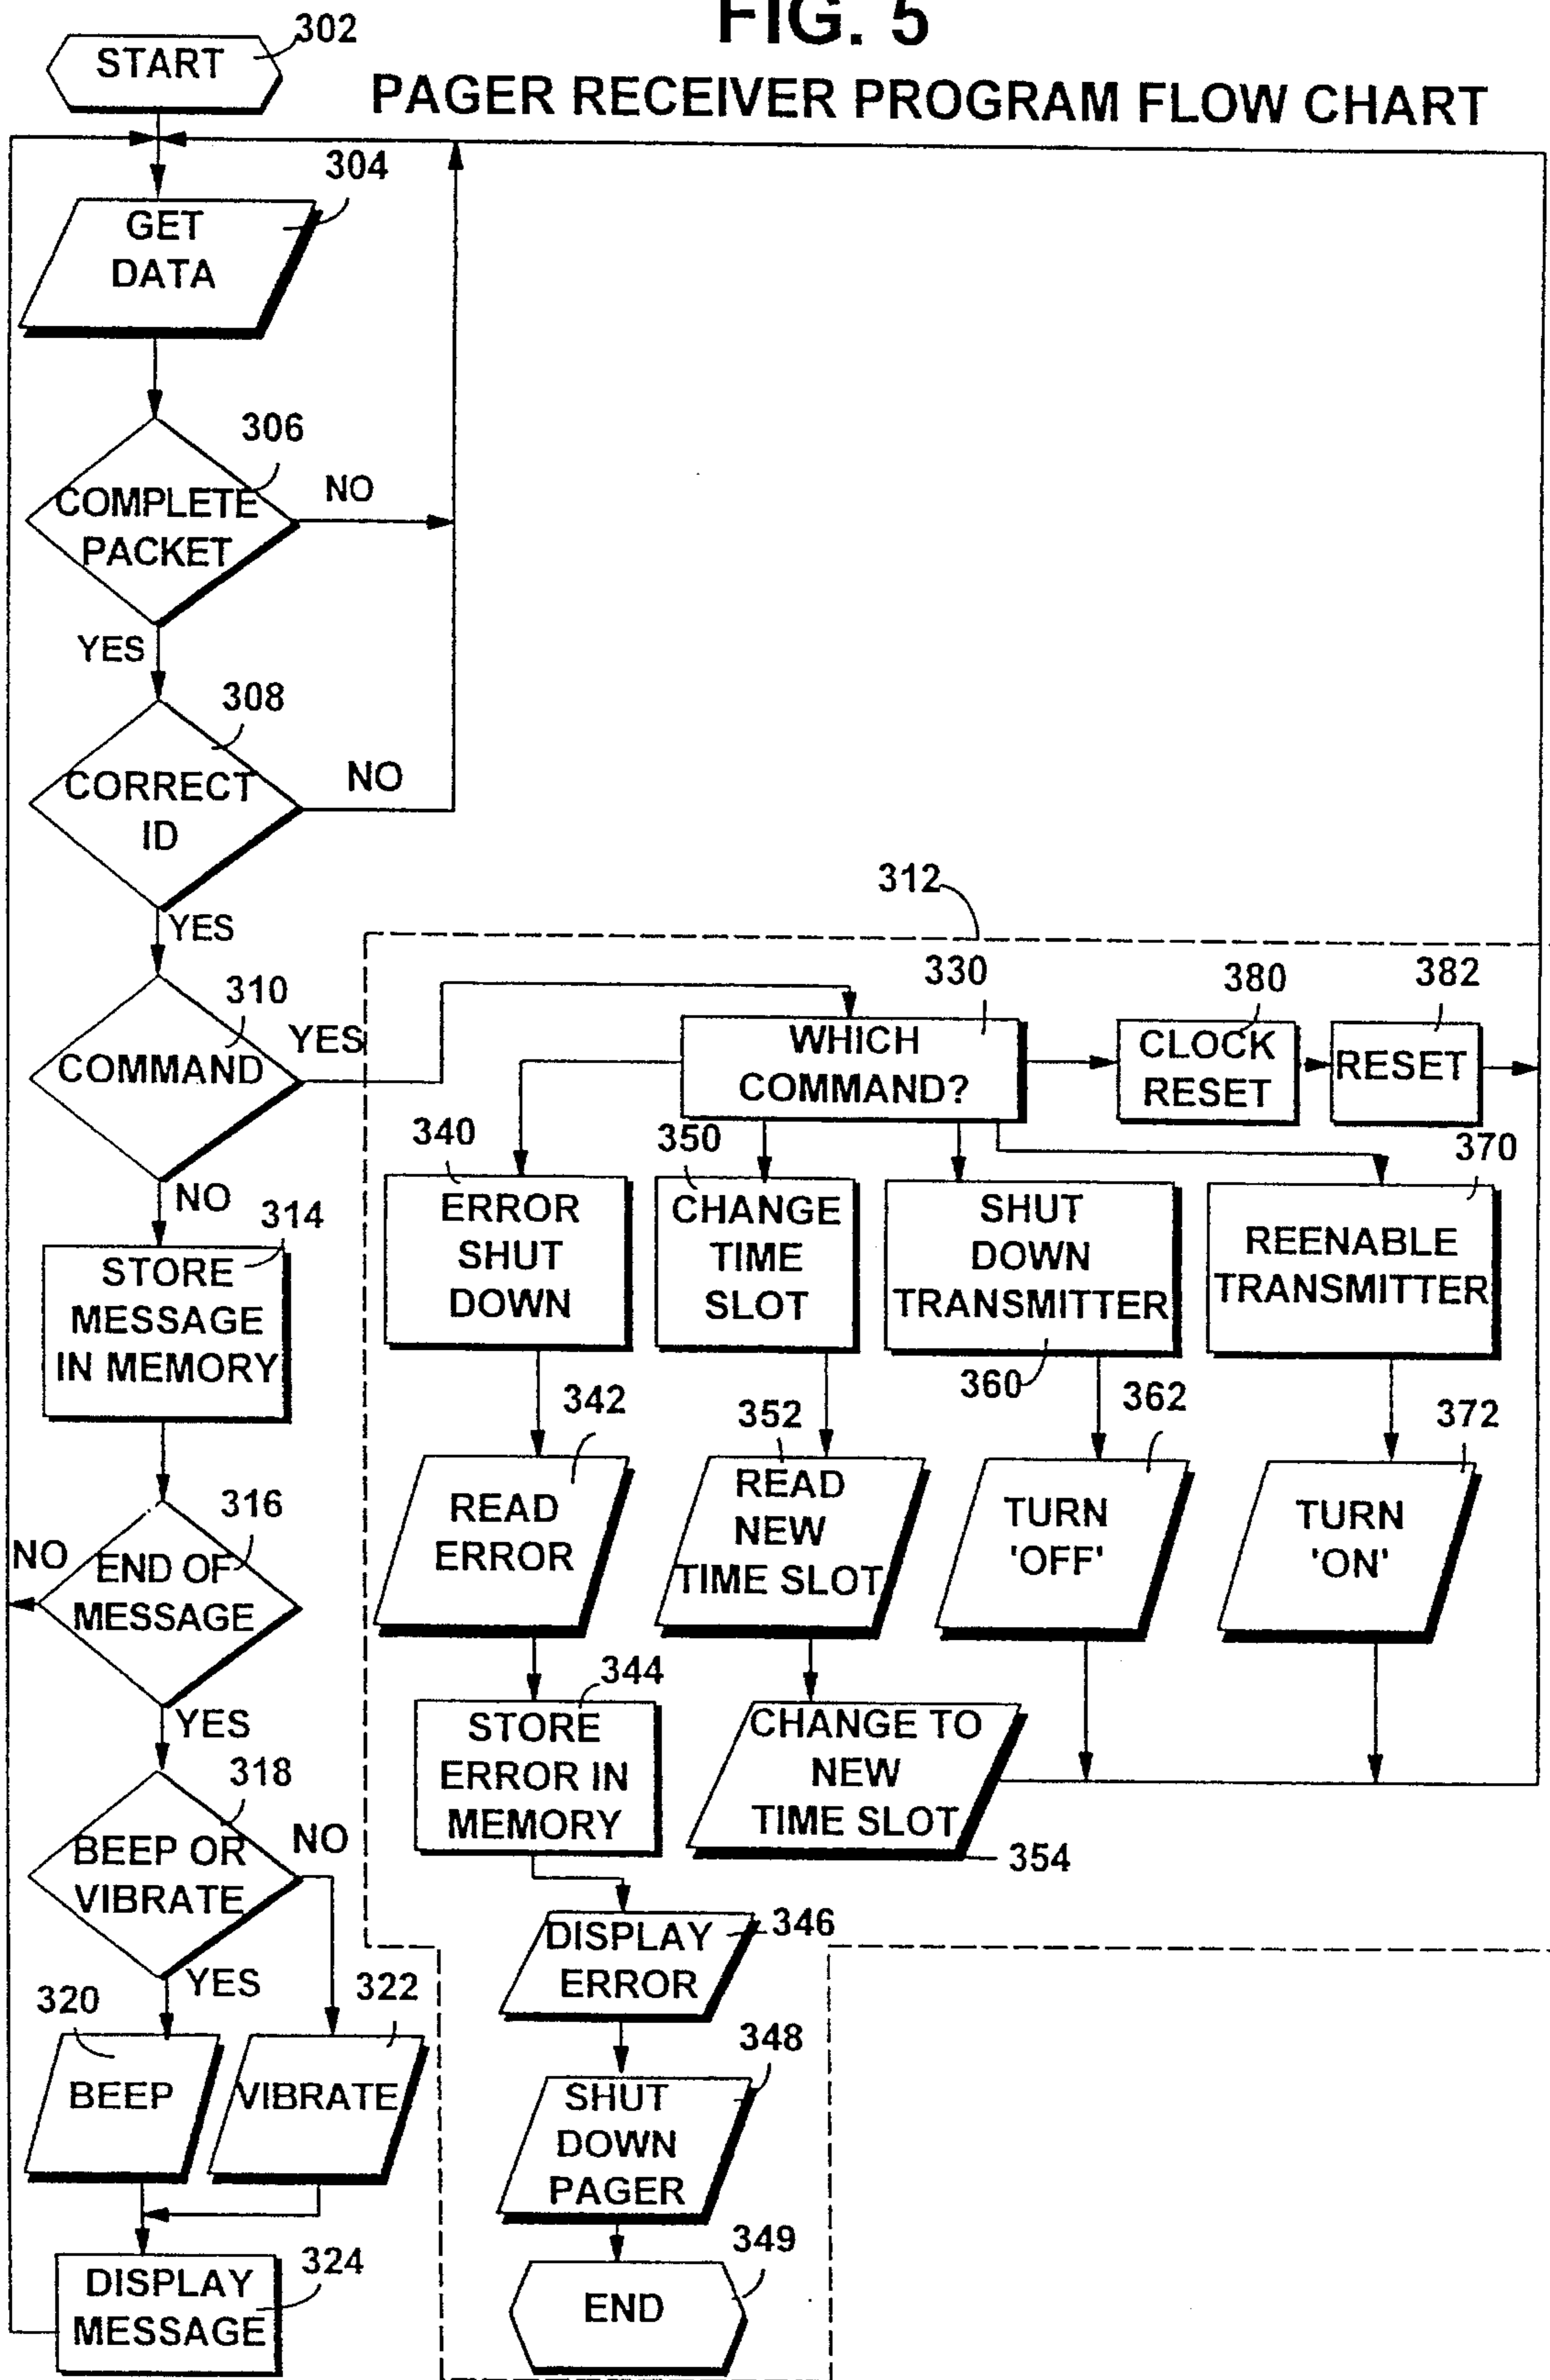 FIG. 5
PAGER RECEIVER PROGRAM FLOW CHART
302
START
304
GET
DATA
306
COMPLETE
PACKET
NO
YES
308
CORRECT
ID
NO
YES
310
COMMAND
YES
NO
314
STORE
MESSAGE
IN MEMORY
316
NO
END OF
MESSAGE
YES
318
BEEP OR
VIBRATE
NO
YES
320
BEEP
322
VIBRATE
324
DISPLAY
MESSAGE
312
330
WHICH
COMMAND?
380
CLOCK
RESET
382
RESET
340
ERROR
SHUT
DOWN
350
CHANGE
TIME
SLOT
SHUT
DOWN
TRANSMITTER
360
370
REENABLE
TRANSMITTER
342
READ
ERROR
352
READ
NEW
TIME SLOT
362
TURN
'OFF'
372
TURN
'ON'
344
STORE
ERROR IN
MEMORY
CHANGE TO
NEW
TIME SLOT
354
346
DISPLAY
ERROR
348
SHUT
DOWN
PAGER
349
END